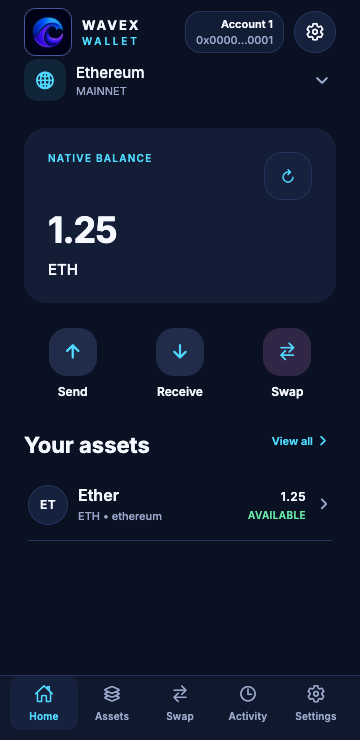 WAVEX
WALLET
Account 1
0x0000...0001
Ethereum
MAINNET
NATIVE BALANCE
1.25
ETH
Send
Receive
Swap
Your assets
View all
ET
Ether
ETH • ethereum
1.25
AVAILABLE
Home
Assets
Swap
Activity
Settings